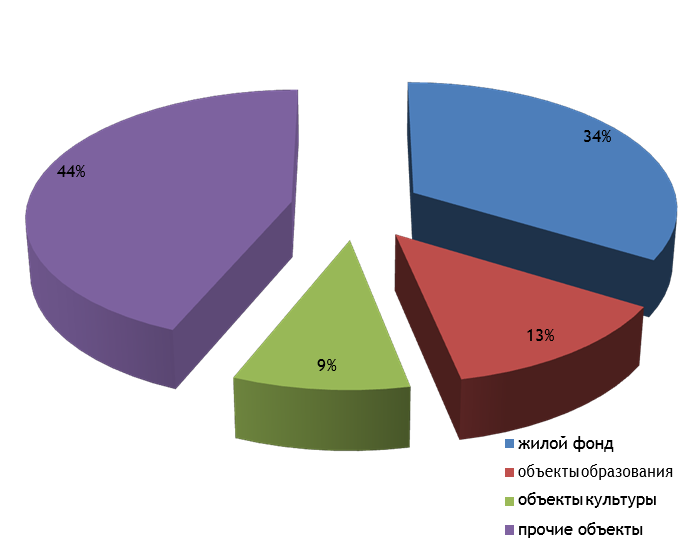 34%
44%
13%
9%
жилой фонд
объекты образования
объекты культуры
прочие объекты